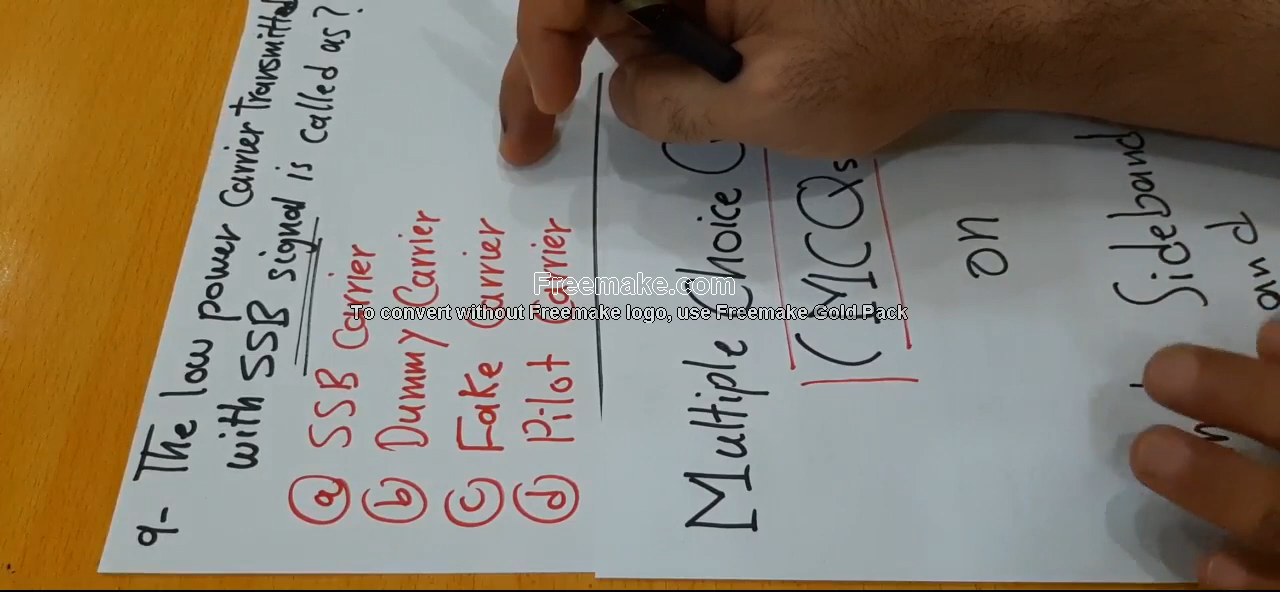 9- The low power Carrier transmitted
with SSB signal is called as?
a SSB Carrier
b Dummy Carrier
c Fake Carrier
d Pilot Carrier
Multiple Choice
(MCQs
on
Sideband
and
Freemake.com
To convert without Freemake logo, use Freemake Gold Pack